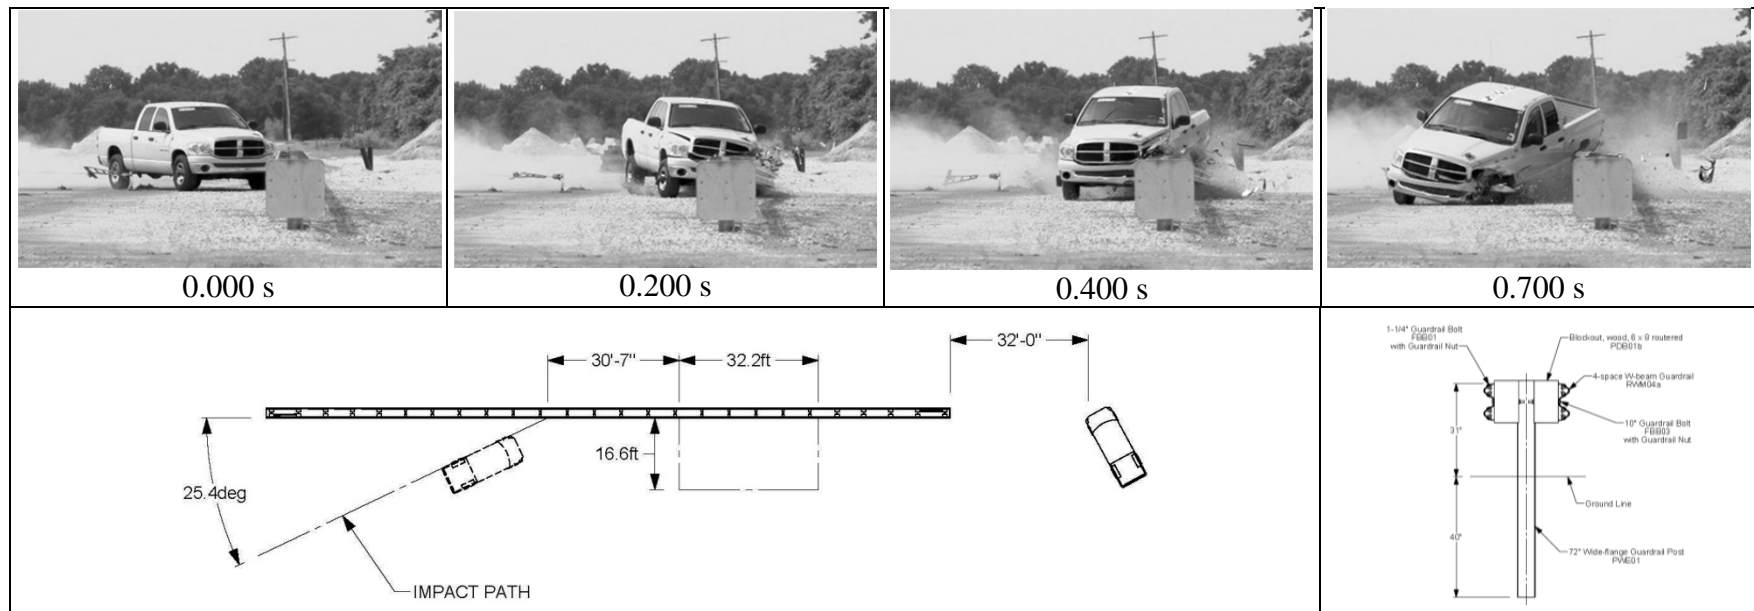 0.000 s
0.200 s
0.400 s
0.700 s
30'-7"
32.2ft
32'-0"
16.6ft
25.4deg
IMPACT PATH
1-1/4" Guardrail Bolt
FBB01
with Guardrail Nut
Blockout, wood, 6 x 8 routered
PDB01b
4-space W-beam Guardrail
RWM04a
10" Guardrail Bolt
FBB03
with Guardrail Nut
31"
Ground Line
40"
72" Wide-flange Guardrail Post
PWE01